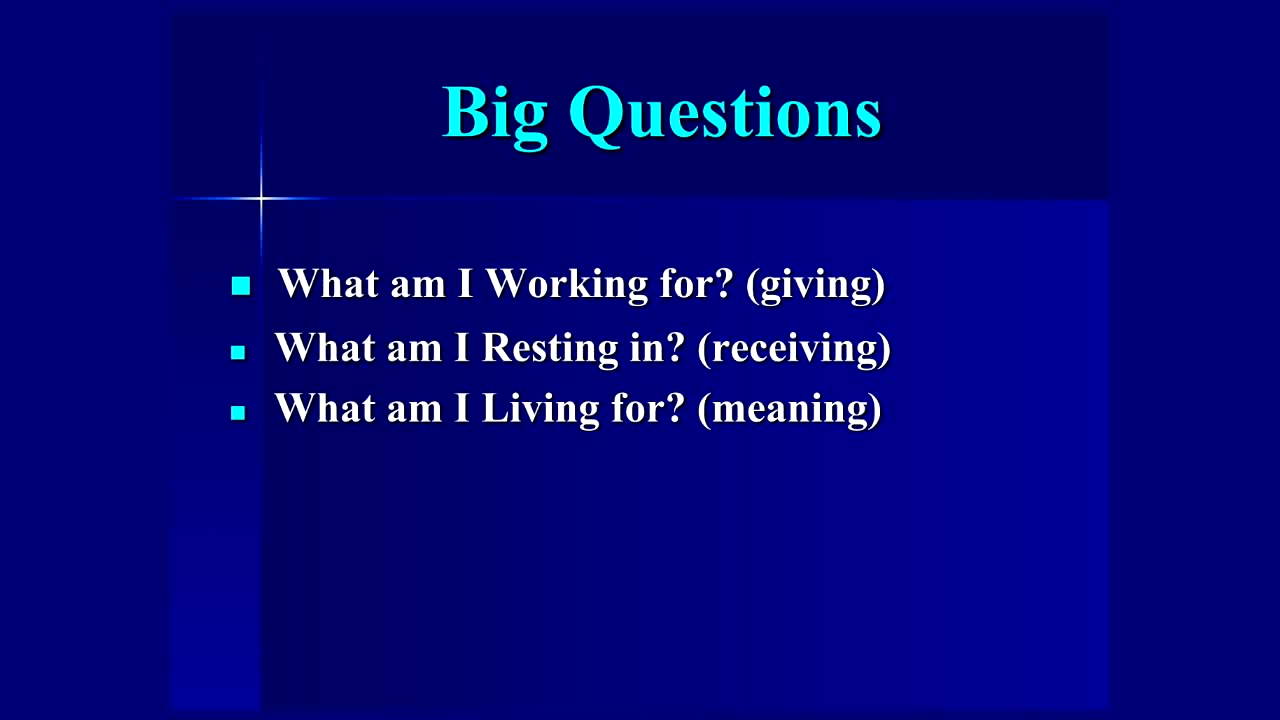 Big Questions
What am I Working for? (giving)
What am I Resting in? (receiving)
What am I Living for? (meaning)